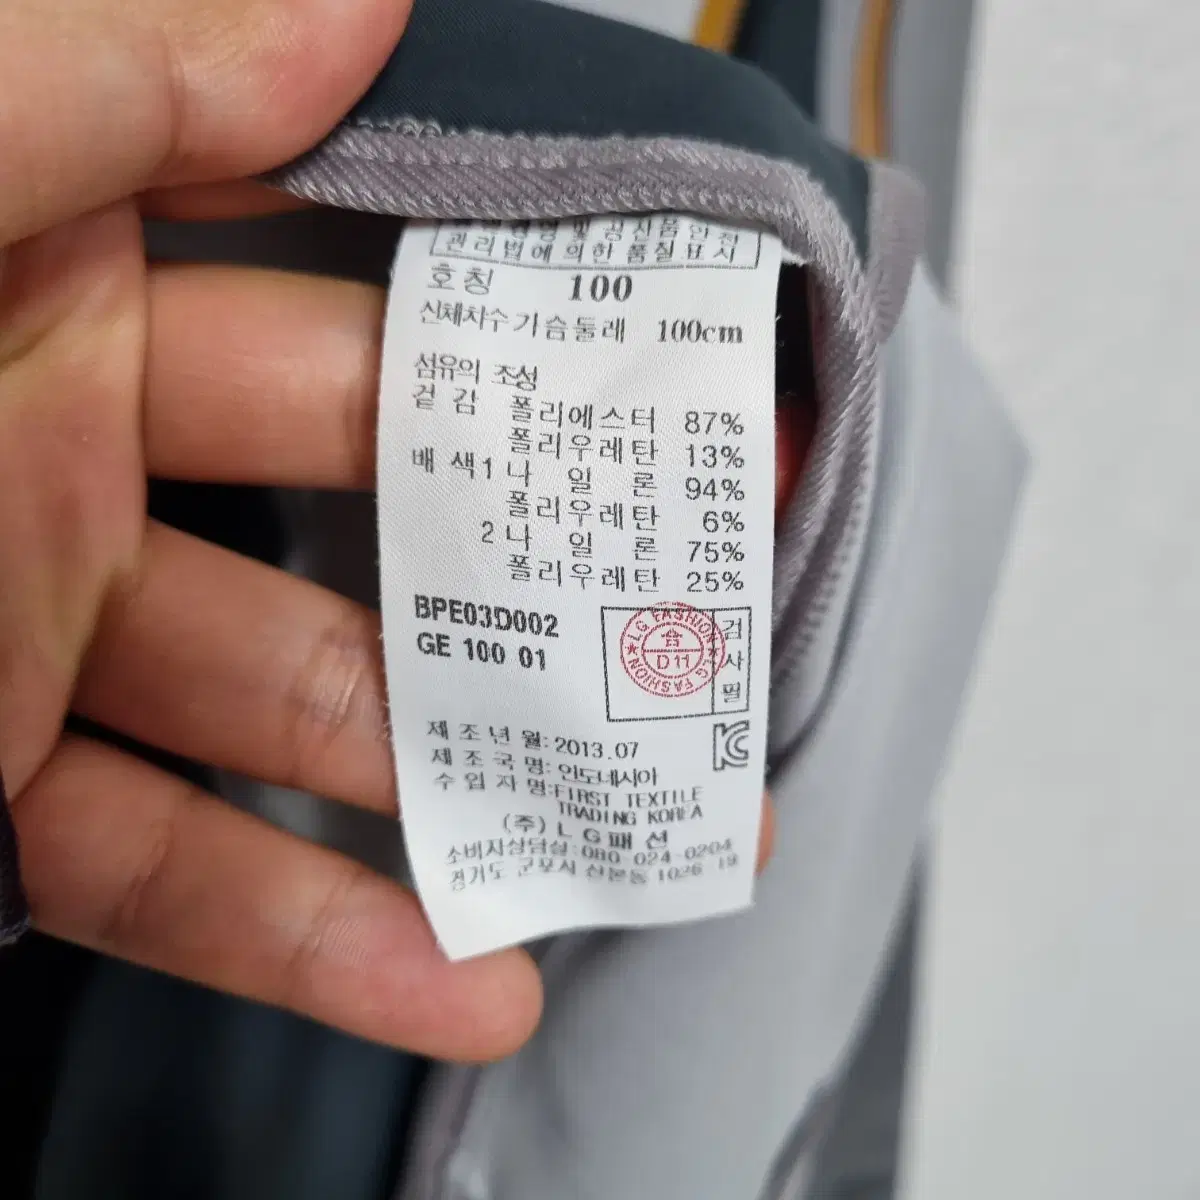 관리법에 의한 품질표시
호칭 100
신체치수 가슴둘레 100cm
섬유의 조성
겉감 폴리에스터 87%
폴리우레탄 13%
배색1 나일론 94%
폴리우레탄 6%
2 나일론 75%
폴리우레탄 25%
BPE03D002
GE 100 01
LG FASHION
合
D11
LG FASHION
검사필
제조년월: 2013.07
제조국명: 인도네시아
수입자명: FIRST TEXTILE
TRADING KOREA
(주) LG패션
소비자상담실: 080-024-0204
경기도 군포시 산본동 1026-19